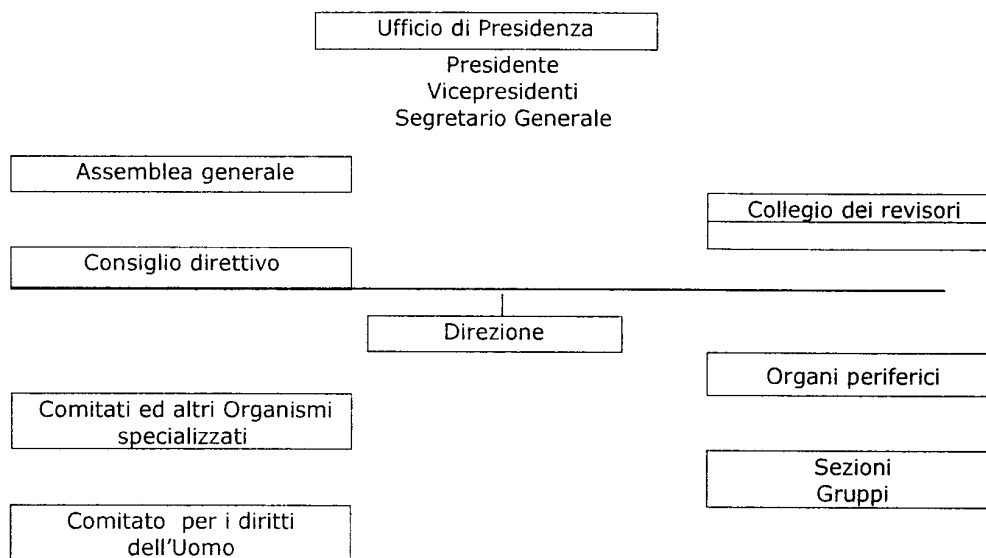 Ufficio di Presidenza
Presidente
Vicepresidenti
Segretario Generale
Assemblea generale
Collegio dei revisori
Consiglio direttivo
Direzione
Organi periferici
Comitati ed altri Organismi
specializzati
Sezioni
Gruppi
Comitato per i diritti
dell'Uomo